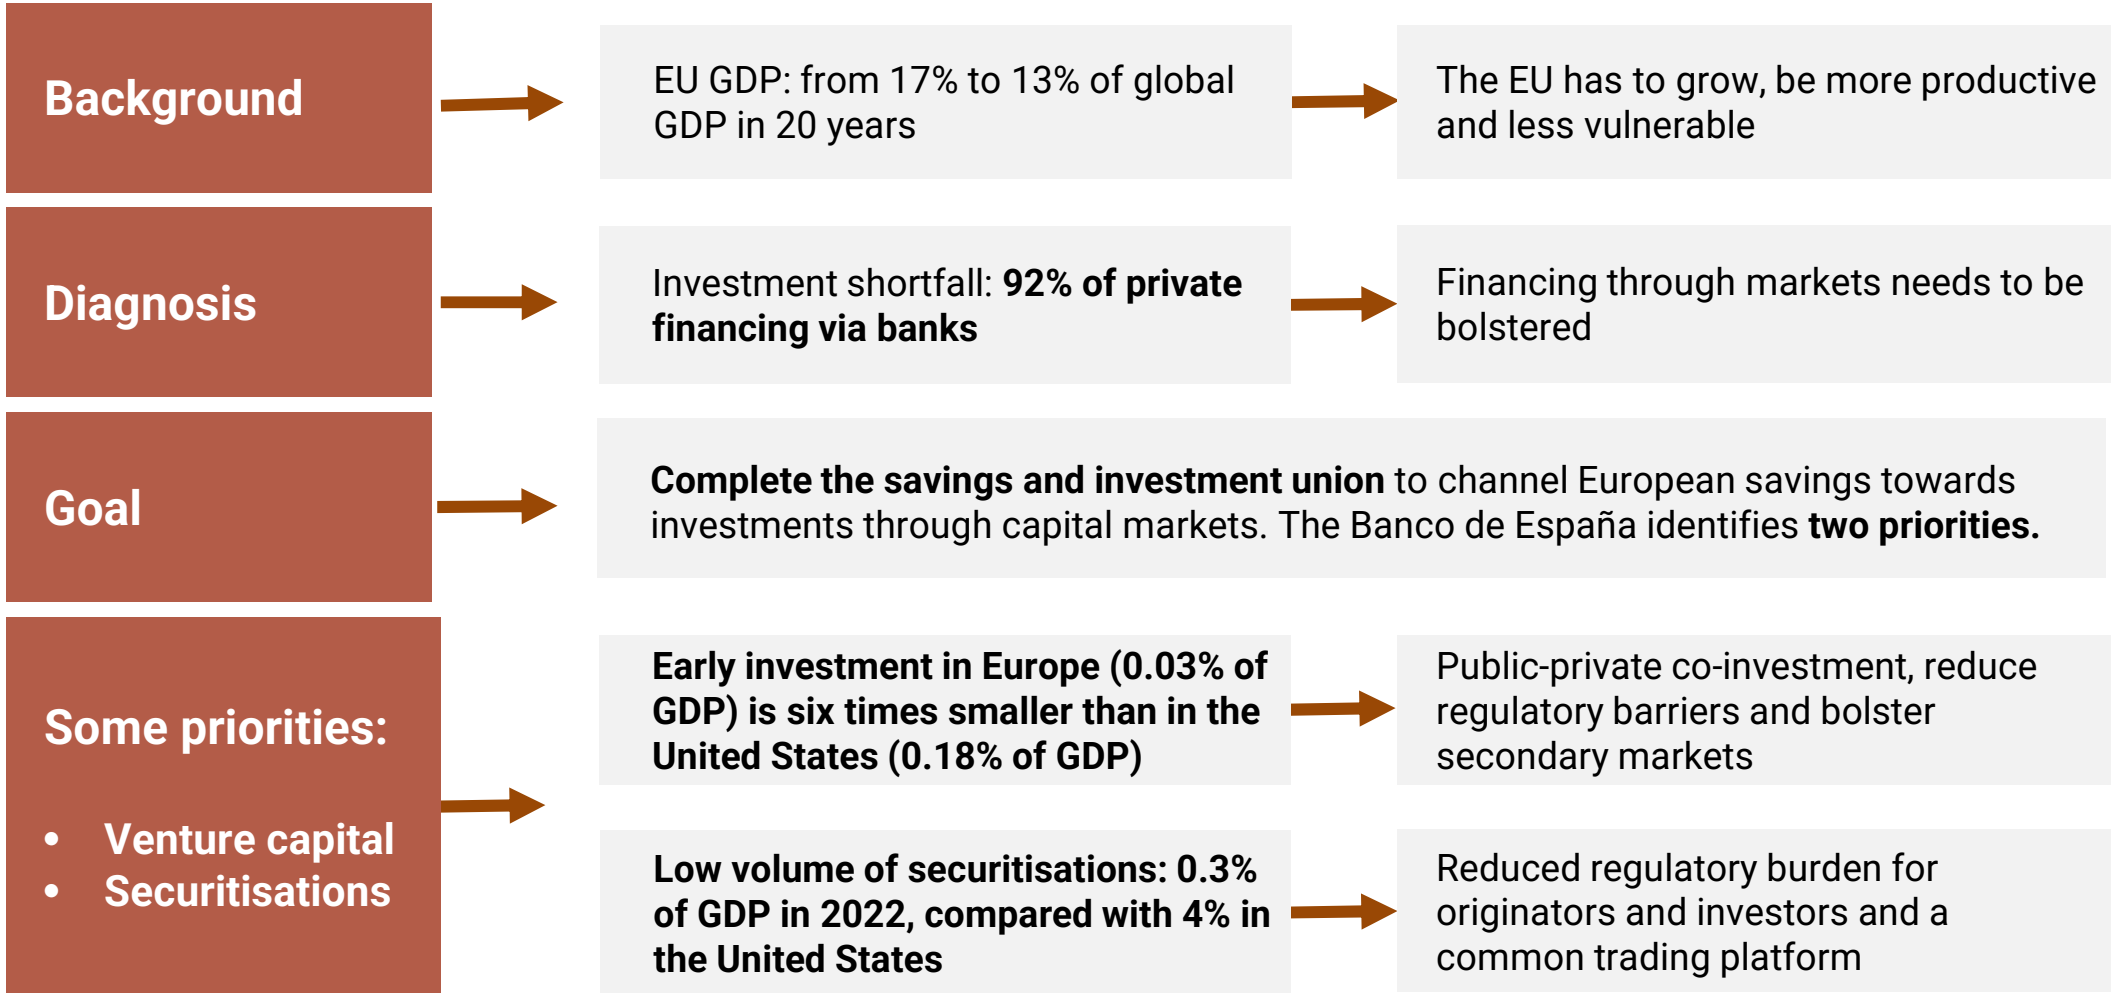 Background
EU GDP: from 17% to 13% of global
GDP in 20 years
The EU has to grow, be more productive
and less vulnerable
Diagnosis
Investment shortfall: 92% of private
financing via banks
Financing through markets needs to be
bolstered
Goal
Complete the savings and investment union to channel European savings towards
investments through capital markets. The Banco de España identifies two priorities.
Some priorities:
• Venture capital
• Securitisations
Early investment in Europe (0.03% of
GDP) is six times smaller than in the
United States (0.18% of GDP)
Public-private co-investment, reduce
regulatory barriers and bolster
secondary markets
Low volume of securitisations: 0.3%
of GDP in 2022, compared with 4% in
the United States
Reduced regulatory burden for
originators and investors and a
common trading platform